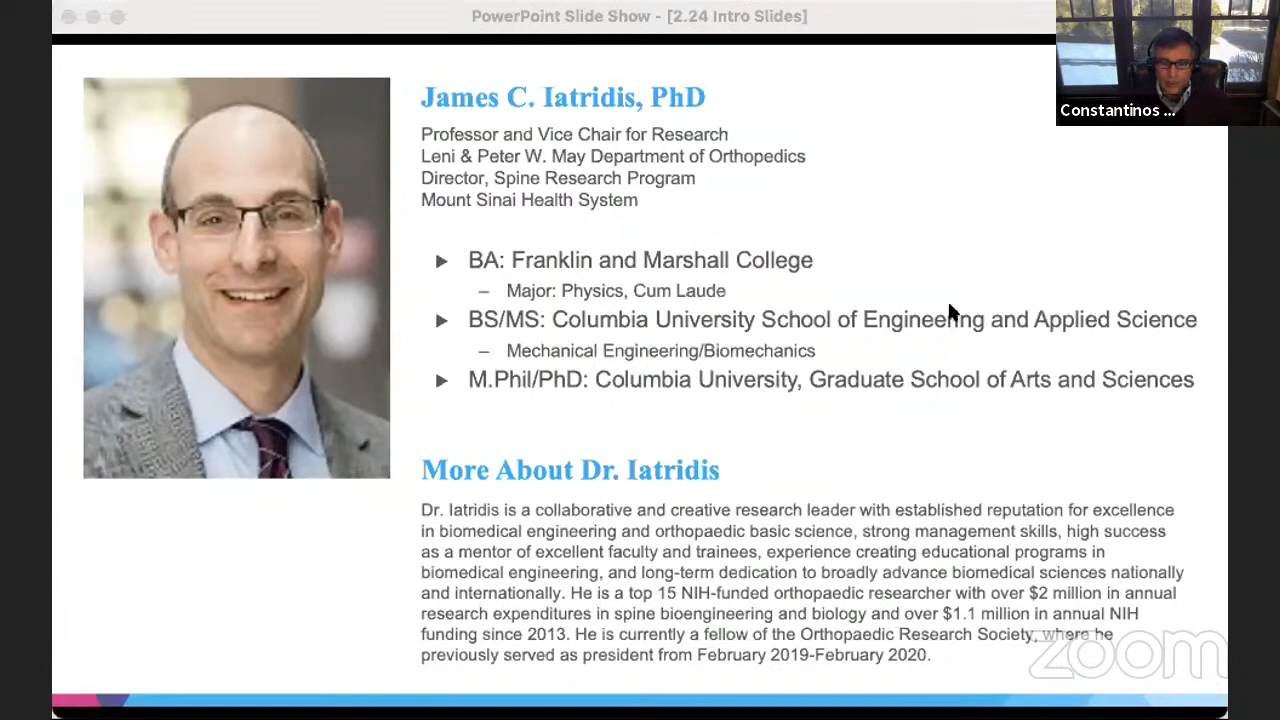 PowerPoint Slide Show - [2.24 Intro Slides]
Constantinos ...
James C. Iatridis, PhD
Professor and Vice Chair for Research
Leni & Peter W. May Department of Orthopedics
Director, Spine Research Program
Mount Sinai Health System
BA: Franklin and Marshall College
– Major: Physics, Cum Laude
BS/MS: Columbia University School of Engineering and Applied Science
– Mechanical Engineering/Biomechanics
M.Phil/PhD: Columbia University, Graduate School of Arts and Sciences
More About Dr. Iatridis
Dr. Iatridis is a collaborative and creative research leader with established reputation for excellence
in biomedical engineering and orthopaedic basic science, strong management skills, high success
as a mentor of excellent faculty and trainees, experience creating educational programs in
biomedical engineering, and long-term dedication to broadly advance biomedical sciences nationally
and internationally. He is a top 15 NIH-funded orthopaedic researcher with over $2 million in annual
research expenditures in spine bioengineering and biology and over $1.1 million in annual NIH
funding since 2013. He is currently a fellow of the Orthopaedic Research Society, where he
previously served as president from February 2019-February 2020.
zoom